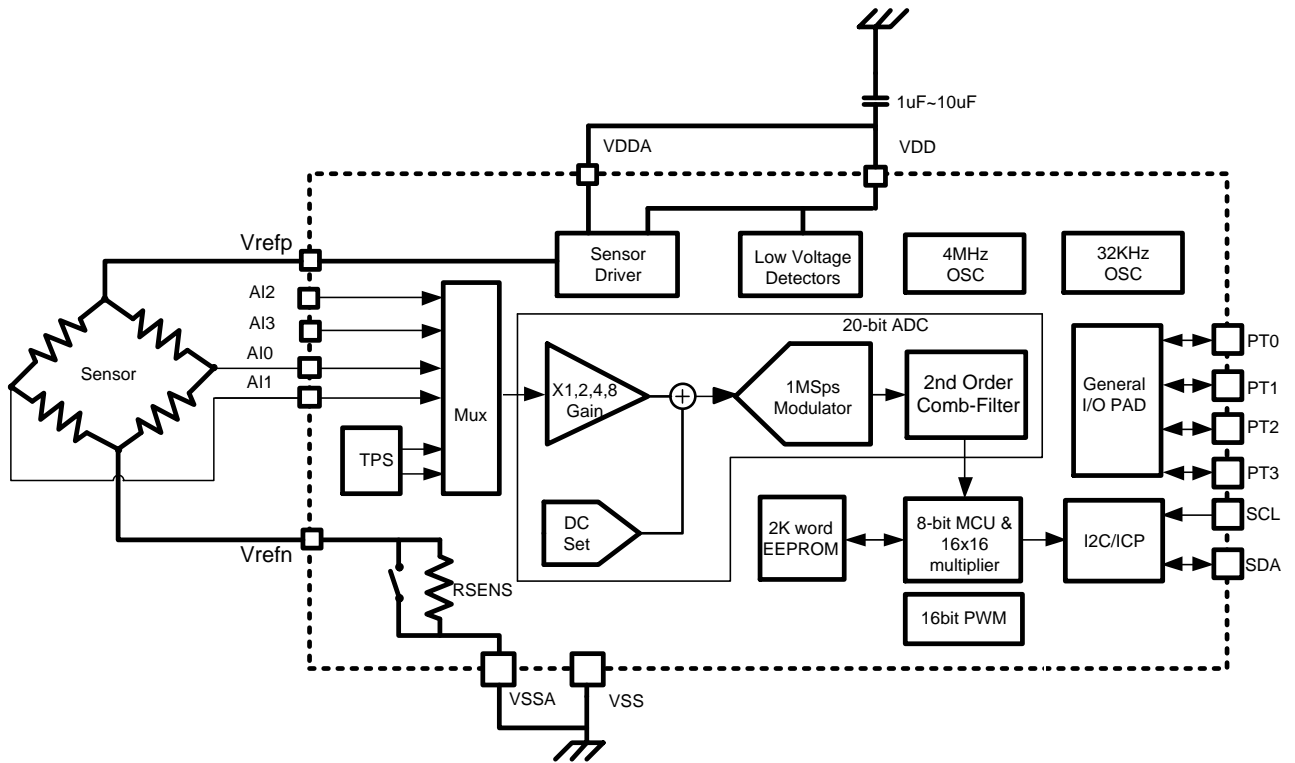 1uF~10uF
VDDA
VDD
Vrefp
Sensor
Driver
Low Voltage
Detectors
4MHz
OSC
32KHz
OSC
AI2
AI3
AI0
AI1
Sensor
Mux
TPS
20-bit ADC
X1,2,4,8
Gain
1MSps
Modulator
2nd Order
Comb-Filter
General
I/O PAD
PT0
PT1
PT2
PT3
SCL
SDA
DC
Set
2K word
EEPROM
8-bit MCU &
16x16
multiplier
I2C/ICP
16bit PWM
Vrefn
RSENS
VSSA
VSS